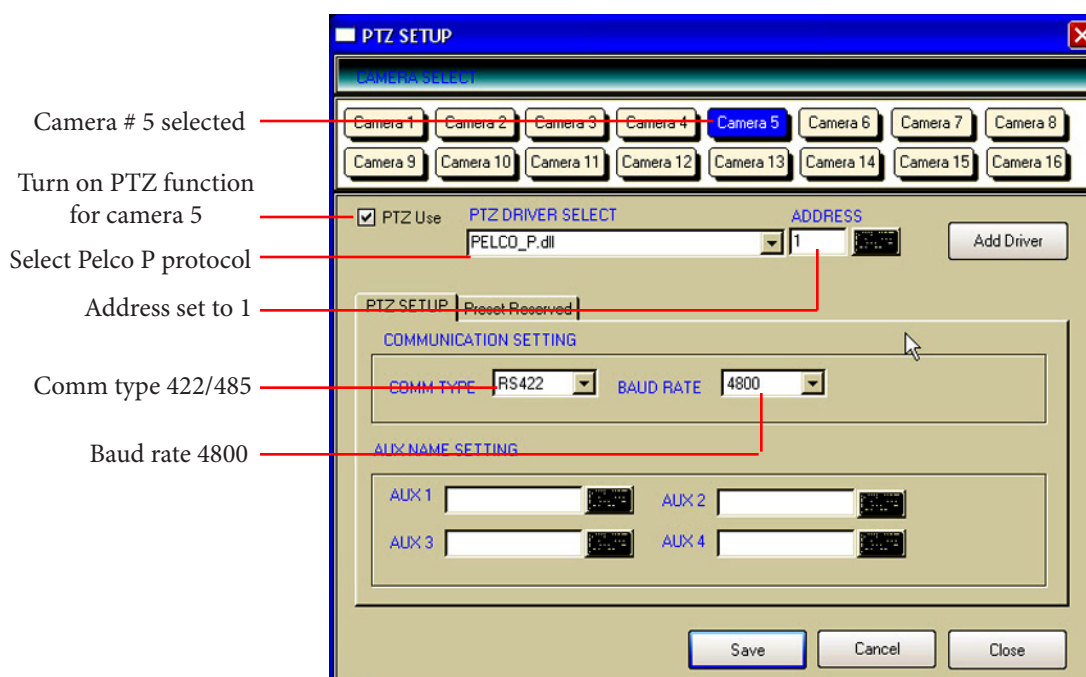 PTZ SETUP
CAMERA SELECT
Camera # 5 selected
Camera 1 Camera 2 Camera 3 Camera 4 Camera 5 Camera 6 Camera 7 Camera 8
Camera 9 Camera 10 Camera 11 Camera 12 Camera 13 Camera 14 Camera 15 Camera 16
Turn on PTZ function
for camera 5
PTZ Use PTZ DRIVER SELECT ADDRESS
PELCO_P.dll 1 Add Driver
Select Pelco P protocol
Address set to 1
PTZ SETUP Preset Reserved
COMMUNICATION SETTING
Comm type 422/485
COMM TYPE RS422 BAUD RATE 4800
Baud rate 4800
AUX NAME SETTING
AUX 1 AUX 2
AUX 3 AUX 4
Save Cancel Close